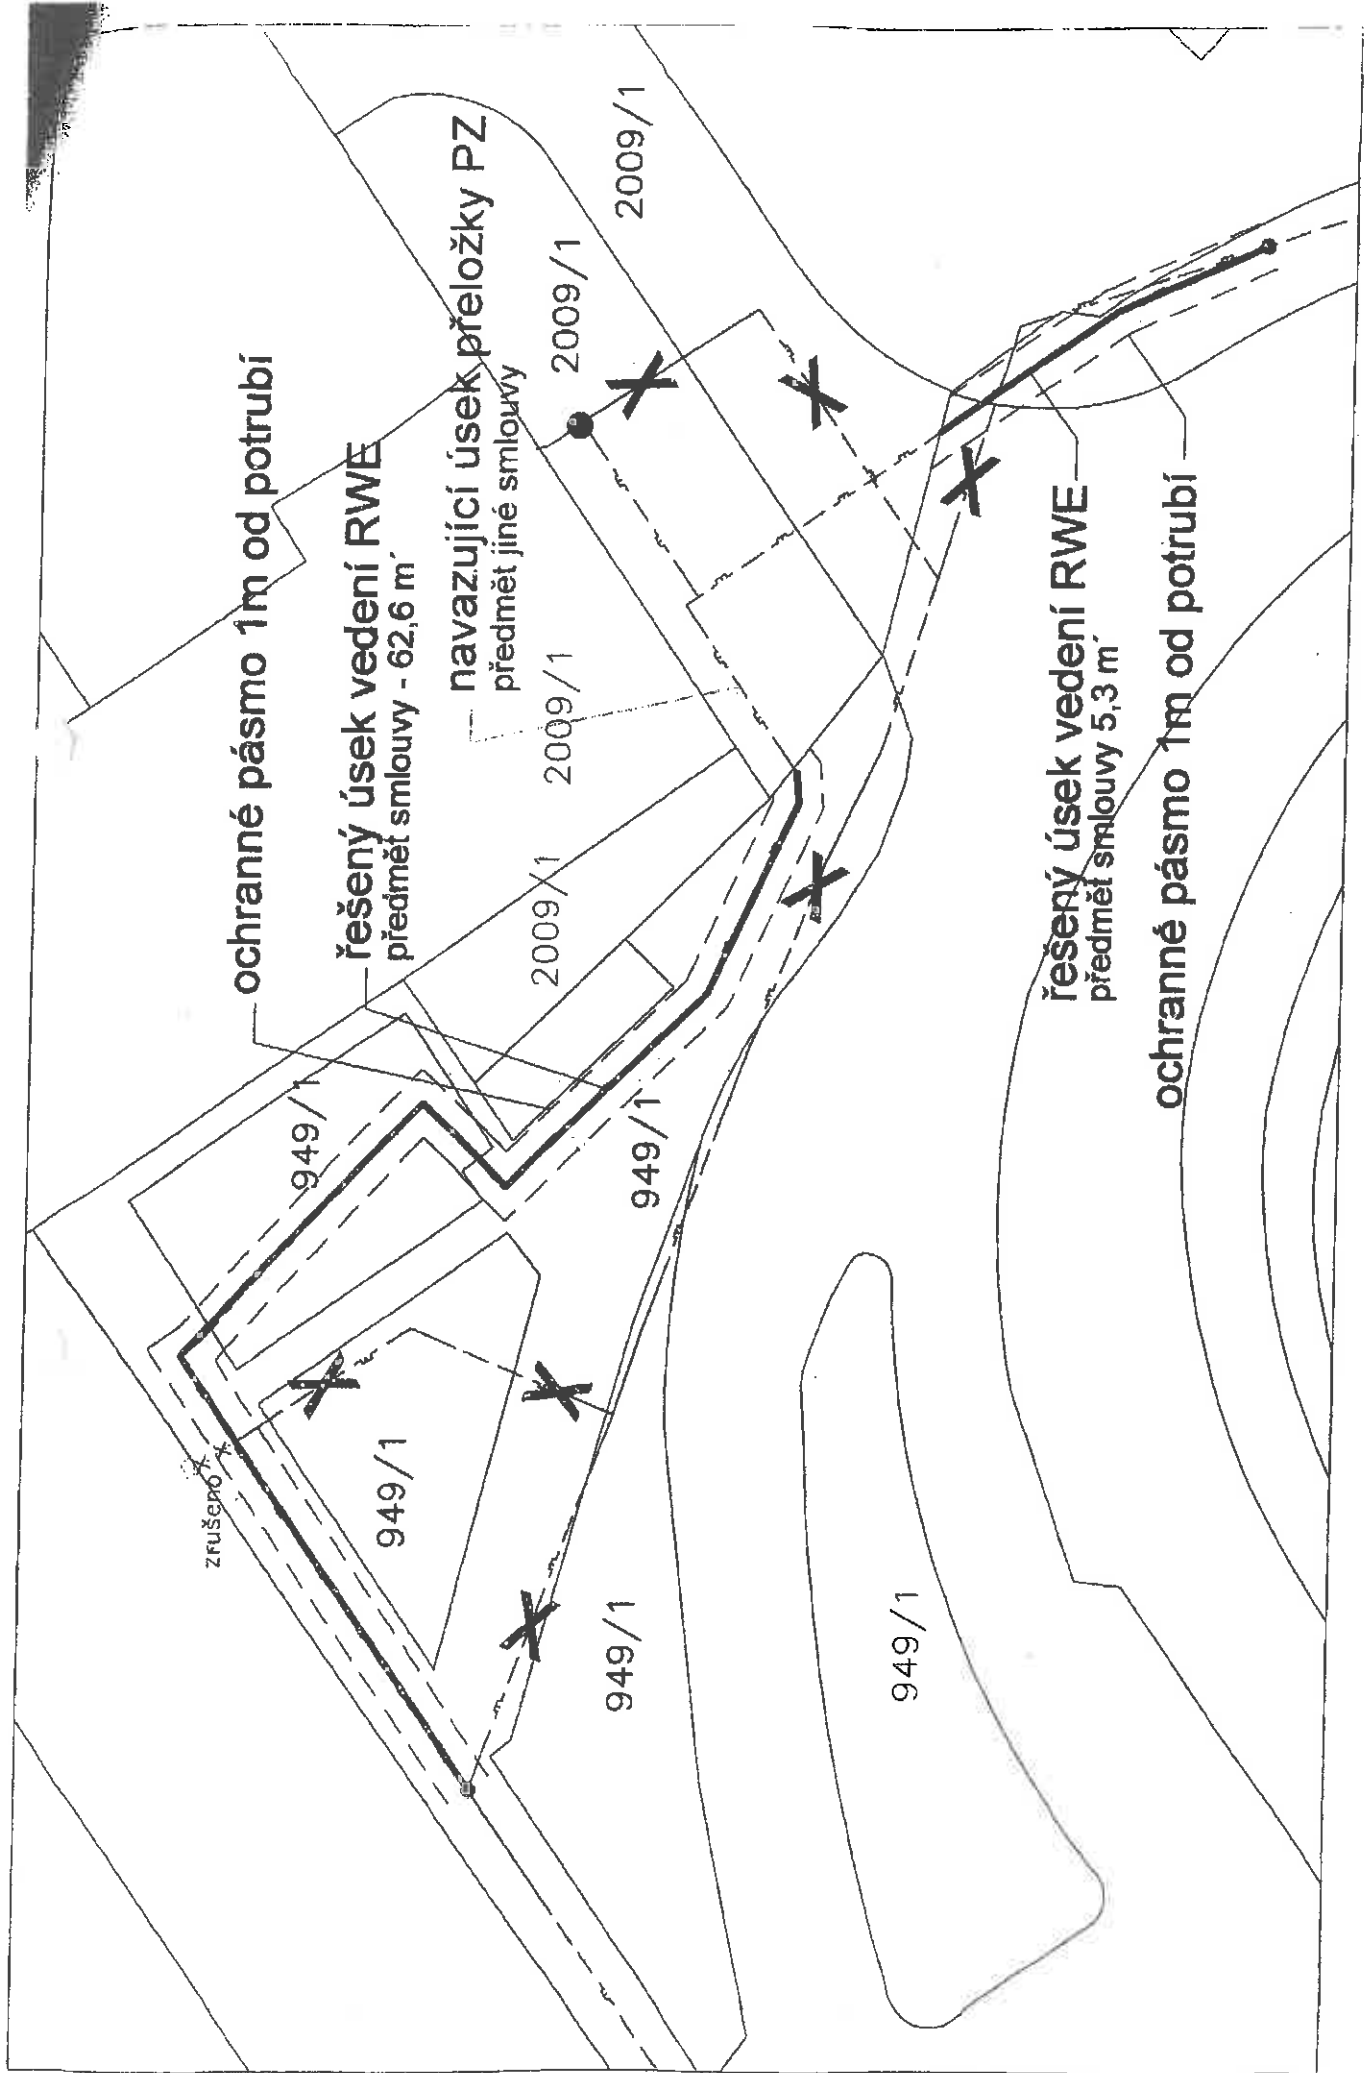 ochranné pásmo 1m od potrubí
řešený úsek vedení RWE
předmět smlouvy - 62,6 m´
navazující úsek přeložky PZ
předmět jiné smlouvy
2009/1
2009/1
2009/1
2009/1
949/1
949/1
949/1
949/1
949/1
zrušeno
řešený úsek vedení RWE
předmět smlouvy 5,3 m´
ochranné pásmo 1m od potrubí